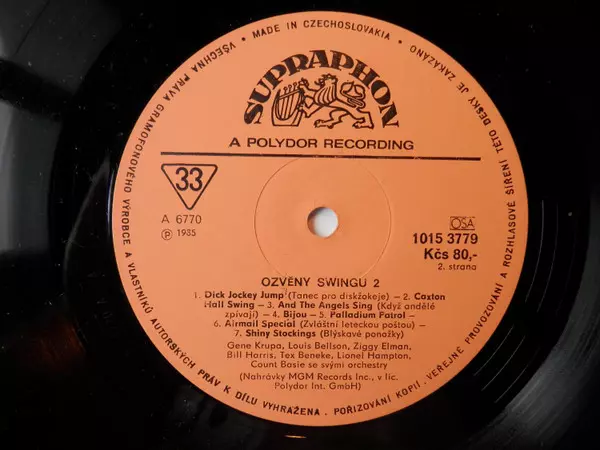 • MADE IN CZECHOSLOVAKIA •
VŠECHNA PRÁVA GRAMOFONOVÉHO VÝROBCE A VLASTNÍKŮ AUTORSKÝCH PRÁV K DÍLU VYHRAŽENA. POŘIZOVÁNÍ KOPIÍ, VEŘEJNÉ PROVOZOVÁNÍ A ROZHLASOVÉ ŠÍŘENÍ TÉTO DESKY JE ZAKÁZÁNO
SUPRAPHON
A POLYDOR RECORDING
33
A 6770
Ⓟ 1985
OSA
1015 3779
Kčs 80,-
2. strana
OZVĚNY SWINGU 2
1. Dick Jockey Jump (Tanec pro diskžokeje) – 2. Caxton
Hall Swing – 3. And The Angels Sing (Když andělé
zpívají) – 4. Bijou – 5. Palladium Patrol –
6. Airmail Special (Zvláštní leteckou poštou) –
7. Shiny Stockings (Blýskavé ponožky)
Gene Krupa, Louis Bellson, Ziggy Elman,
Bill Harris, Tex Beneke, Lionel Hampton,
Count Basie se svými orchestry
(Nahrávky MGM Records Inc., v lic.
Polydor Int. GmbH)